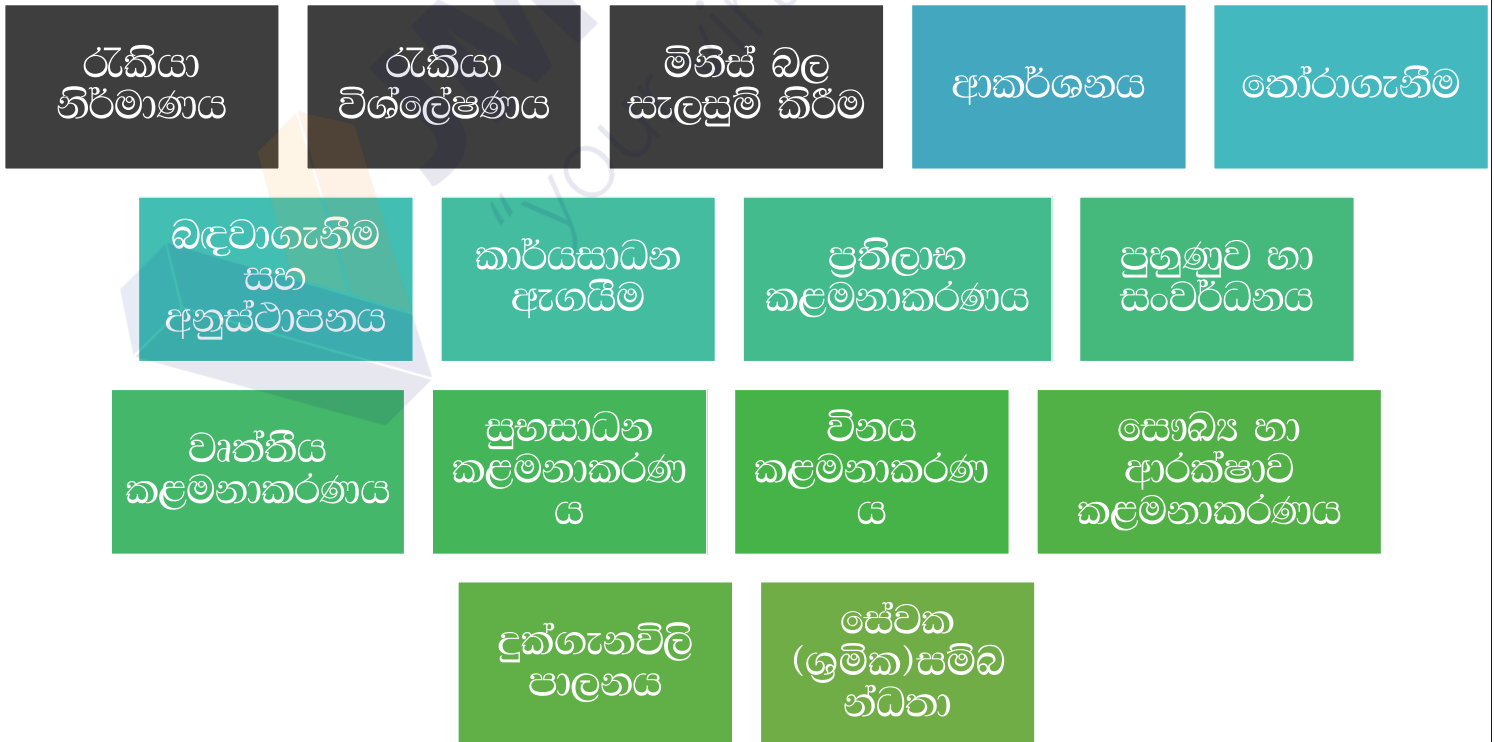 රැකියා
නිර්මාණය
රැකියා
විශ්ලේෂණය
මිනිස් බල
සැලසුම් කිරීම
ආකර්ශනය
තෝරාගැනීම
බඳවාගැනීම
සහ
අනුස්ථාපනය
කාර්යසාධන
ඇගයීම
ප්‍රතිලාභ
කළමනාකරණය
පුහුණුව හා
සංවර්ධනය
වෘත්තීය
කළමනාකරණය
සුභසාධන
කළමනාකරණ
ය
විනය
කළමනාකරණ
ය
සෞඛ්‍ය හා
ආරක්ෂාව
කළමනාකරණය
දුක්ගැනවිලි
පාලනය
සේවක
(ශ්‍රමික)සම්බ
න්ධතා
"your